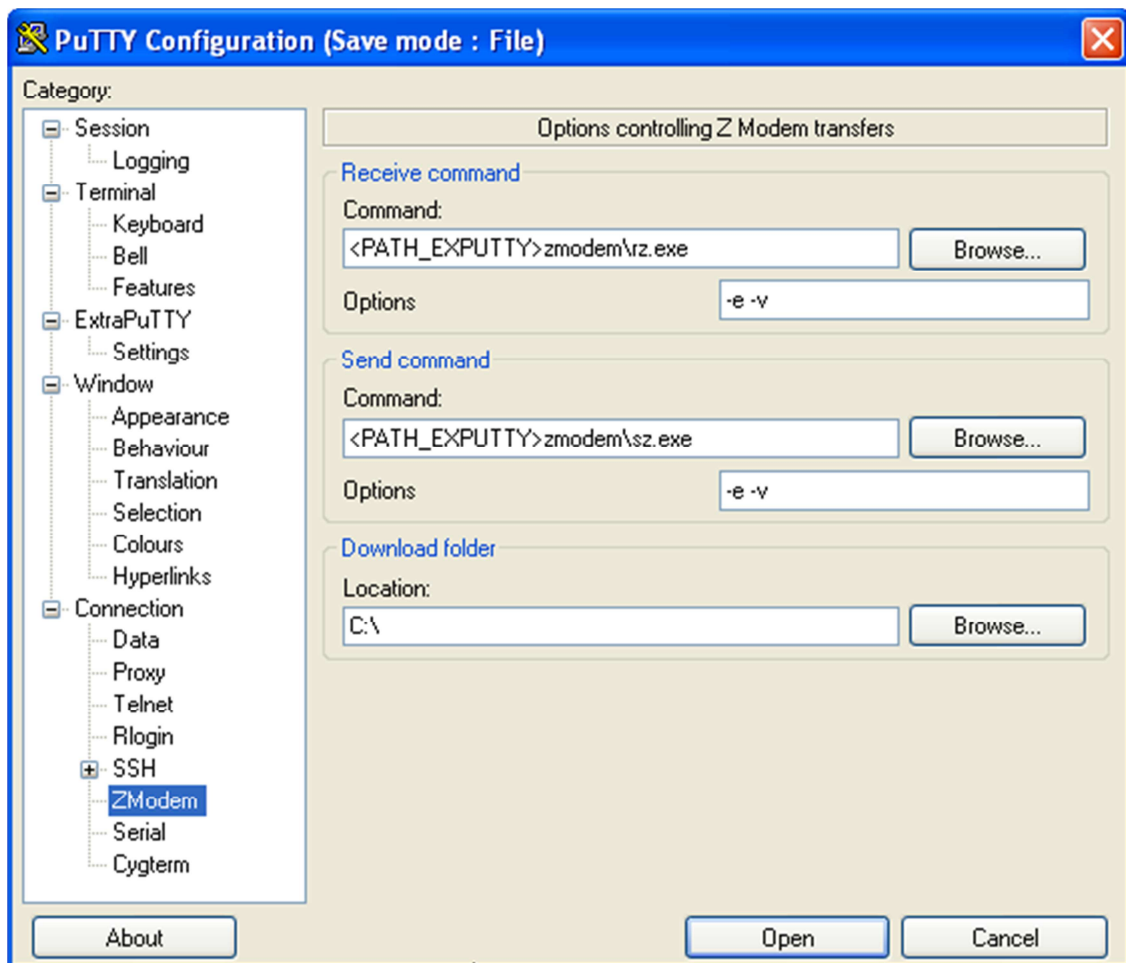 PuTTY Configuration (Save mode : File)
Category:
Session
Logging
Terminal
Keyboard
Bell
Features
ExtraPuTTY
Settings
Window
Appearance
Behaviour
Translation
Selection
Colours
Hyperlinks
Connection
Data
Proxy
Telnet
Rlogin
SSH
ZModem
Serial
Cygterm
Options controlling Z Modem transfers
Receive command
Command:
<PATH_EXPUTTY>zmodem\rz.exe
Browse...
Options
-e -v
Send command
Command:
<PATH_EXPUTTY>zmodem\sz.exe
Browse...
Options
-e -v
Download folder
Location:
C:\
Browse...
About
Open
Cancel